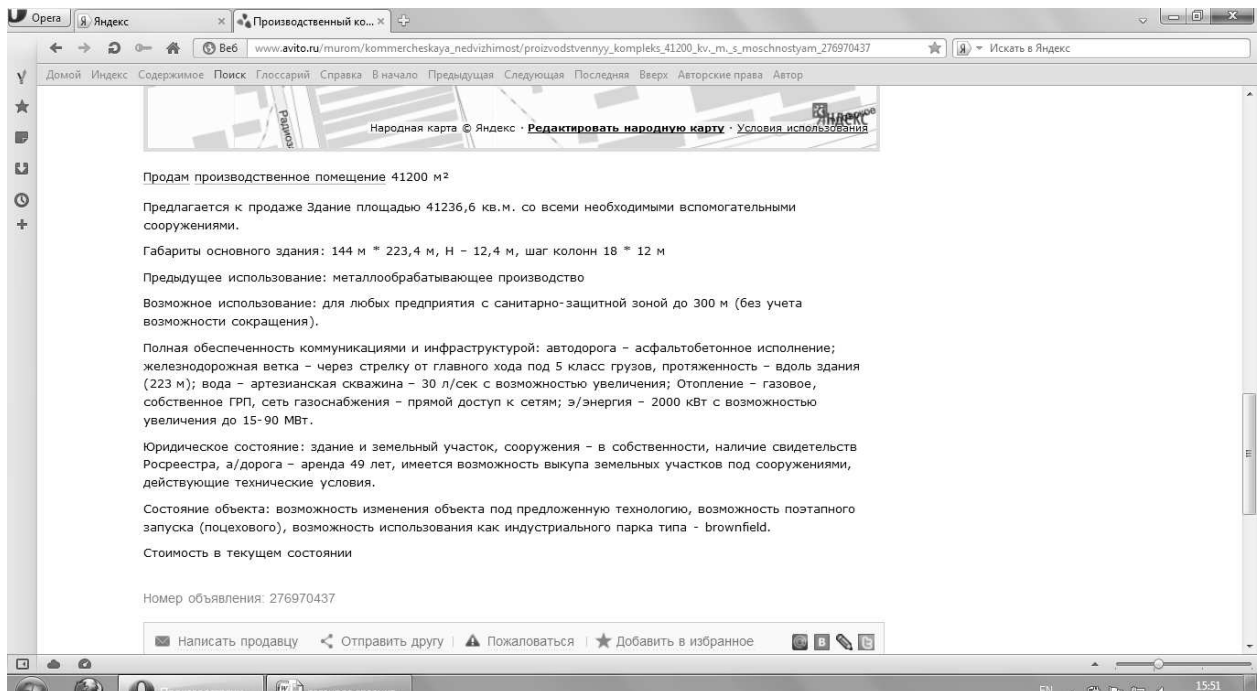 Opera
Яндекс
Производственный ко...
Веб
www.avito.ru/murom/kommercheskaya_nedvizhimost/proizvodstvennyy_kompleks_41200_kv._m._s_moschnostyam_276970437
Искать в Яндекс
Домой Индекс Содержимое Поиск Глоссарий Справка В начало Предыдущая Следующая Последняя Вверх Авторские права Автор
Яндекс
Народная карта © Яндекс · Редактировать народную карту · Условия использования
Продам производственное помещение 41200 м²
Предлагается к продаже Здание площадью 41236,6 кв.м. со всеми необходимыми вспомогательными
сооружениями.
Габариты основного здания: 144 м * 223,4 м, Н – 12,4 м, шаг колонн 18 * 12 м
Предыдущее использование: металлообрабатывающее производство
Возможное использование: для любых предприятия с санитарно-защитной зоной до 300 м (без учета
возможности сокращения).
Полная обеспеченность коммуникациями и инфраструктурой: автодорога – асфальтобетонное исполнение;
железнодорожная ветка – через стрелку от главного хода под 5 класс грузов, протяженность – вдоль здания
(223 м); вода – артезианская скважина – 30 л/сек с возможностью увеличения; Отопление – газовое,
собственное ГРП, сеть газоснабжения – прямой доступ к сетям; э/энергия – 2000 кВт с возможностью
увеличения до 15-90 МВт.
Юридическое состояние: здание и земельный участок, сооружения – в собственности, наличие свидетельств
Росреестра, а/дорога – аренда 49 лет, имеется возможность выкупа земельных участков под сооружениями,
действующие технические условия.
Состояние объекта: возможность изменения объекта под предложенную технологию, возможность поэтапного
запуска (поцехового), возможность использования как индустриального парка типа - brownfield.
Стоимость в текущем состоянии
Номер объявления: 276970437
Написать продавцу
Отправить другу
Пожаловаться
Добавить в избранное
EN
15:51